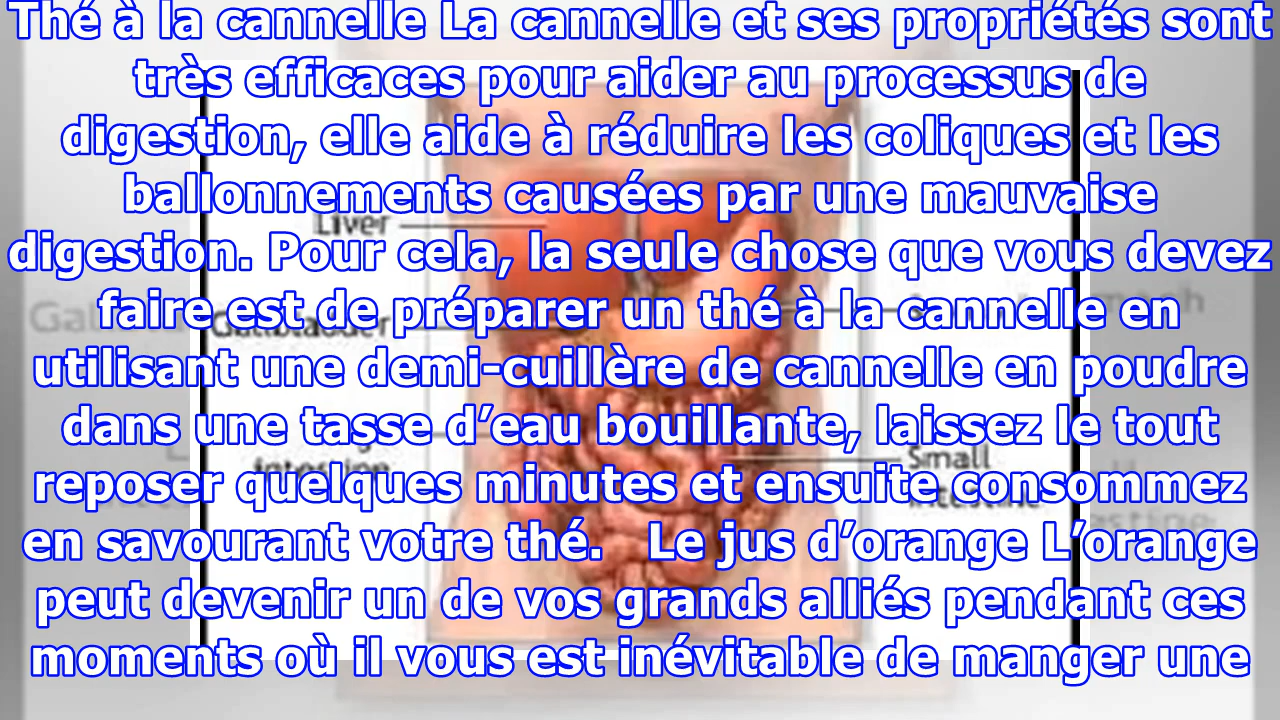 Thé à la cannelle La cannelle et ses propriétés sont
très efficaces pour aider au processus de
digestion, elle aide à réduire les coliques et les
ballonnements causées par une mauvaise
digestion. Pour cela, la seule chose que vous devez
faire est de préparer un thé à la cannelle en
utilisant une demi-cuillère de cannelle en poudre
dans une tasse d’eau bouillante, laissez le tout
reposer quelques minutes et ensuite consommez
en savourant votre thé. Le jus d’orange L’orange
peut devenir un de vos grands alliés pendant ces
moments où il vous est inévitable de manger une
Liver
Gallbladder
intestine
Small
intestine